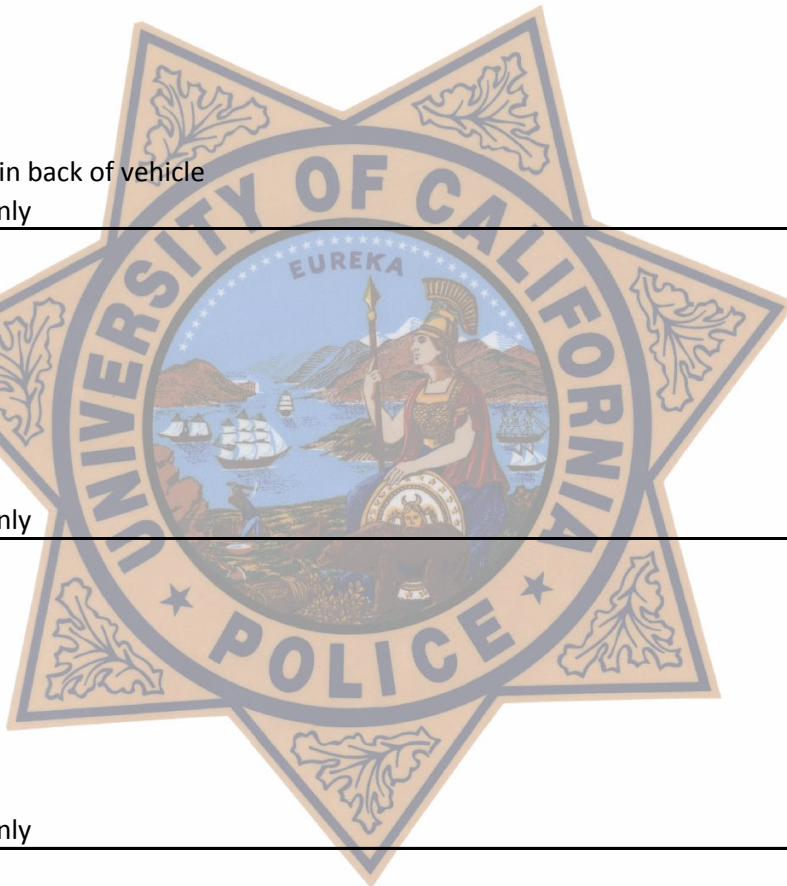 in back of vehicle
nly
EUREKA
UNIVERSITY OF CALIFORNIA
POLICE
nly
nly